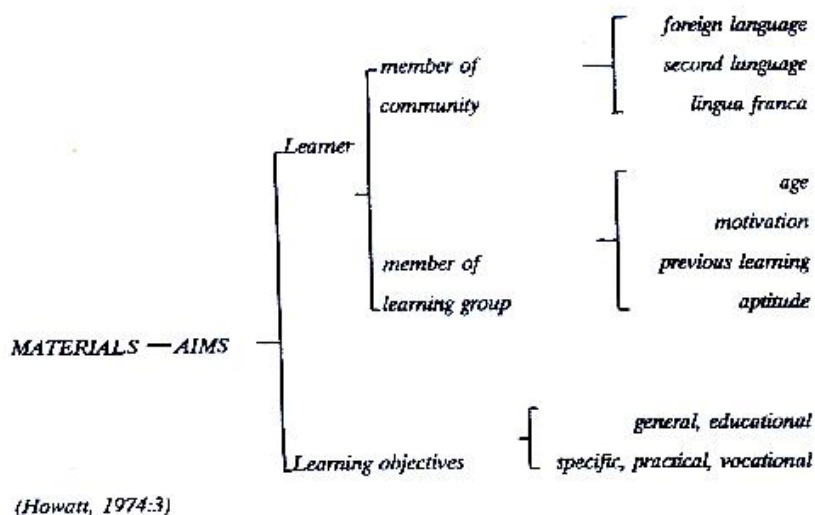 foreign language
member of
second language
community
lingua franca
Learner
age
motivation
member of
previous learning
learning group
aptitude
MATERIALS — AIMS
general, educational
Learning objectives
specific, practical, vocational
(Howatt, 1974:3)